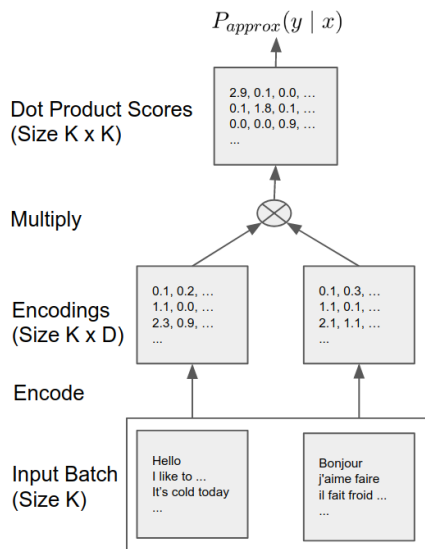 P_{approx}(y | x)
Dot Product Scores
(Size K x K)
2.9, 0.1, 0.0, ...
0.1, 1.8, 0.1, ...
0.0, 0.0, 0.9, ...
...
Multiply
Encodings
(Size K x D)
0.1, 0.2, ...
1.1, 0.0, ...
2.3, 0.9, ...
...
0.1, 0.3, ...
1.1, 0.1, ...
2.1, 1.1, ...
...
Encode
Input Batch
(Size K)
Hello
I like to ...
It's cold today
...
Bonjour
j'aime faire
il fait froid ...
...